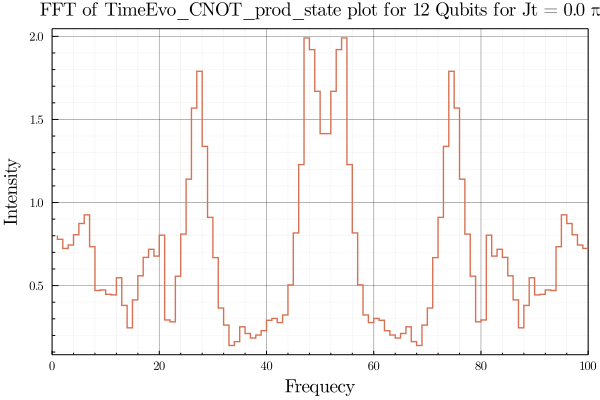 FFT of TimeEvo_CNOT_prod_state plot for 12 Qubits for Jt = 0.0 π
2.0
1.5
1.0
0.5
Intensity
0 20 40 60 80 100
Frequecy